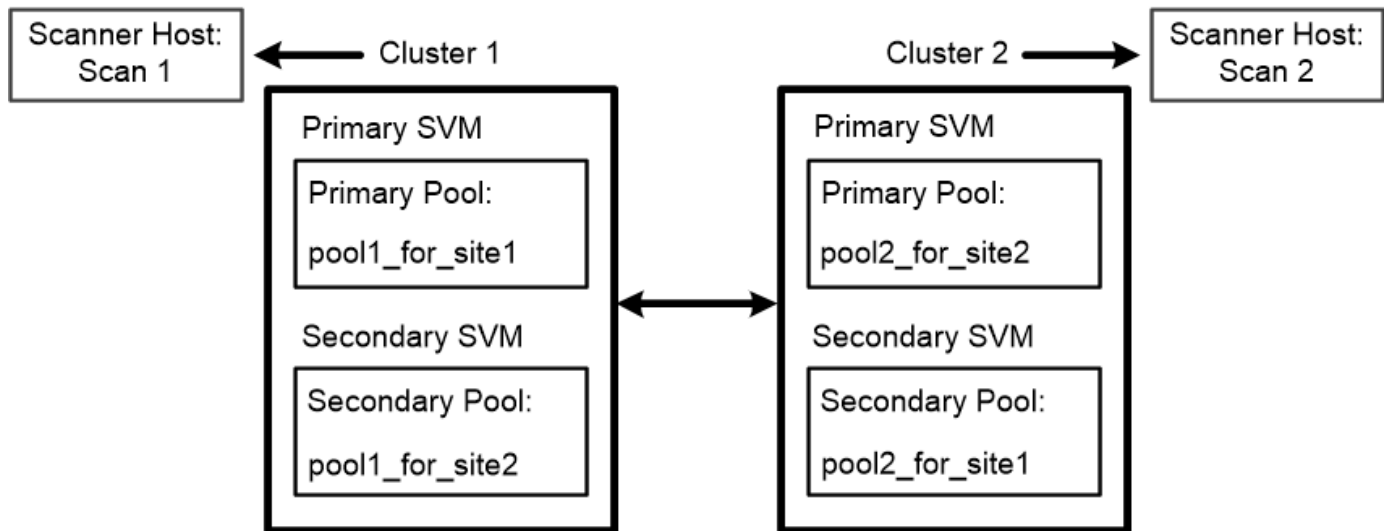 Scanner Host:
Scan 1
Cluster 1
Cluster 2
Scanner Host:
Scan 2
Primary SVM
Primary Pool:
pool1_for_site1
Secondary SVM
Secondary Pool:
pool1_for_site2
Primary SVM
Primary Pool:
pool2_for_site2
Secondary SVM
Secondary Pool:
pool2_for_site1